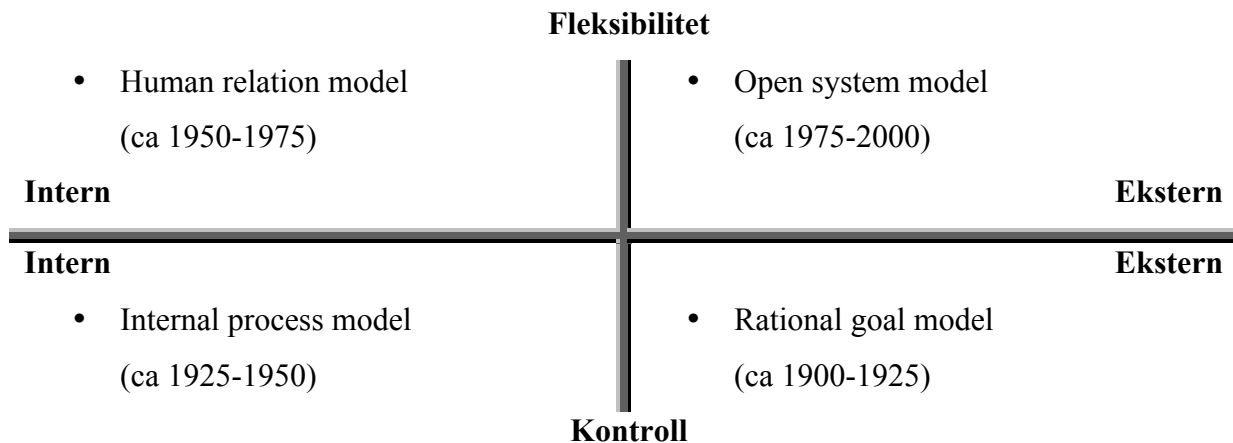 Fleksibilitet
• Human relation model
(ca 1950-1975)
• Open system model
(ca 1975-2000)
Intern
Ekstern
Intern
Ekstern
• Internal process model
(ca 1925-1950)
• Rational goal model
(ca 1900-1925)
Kontroll